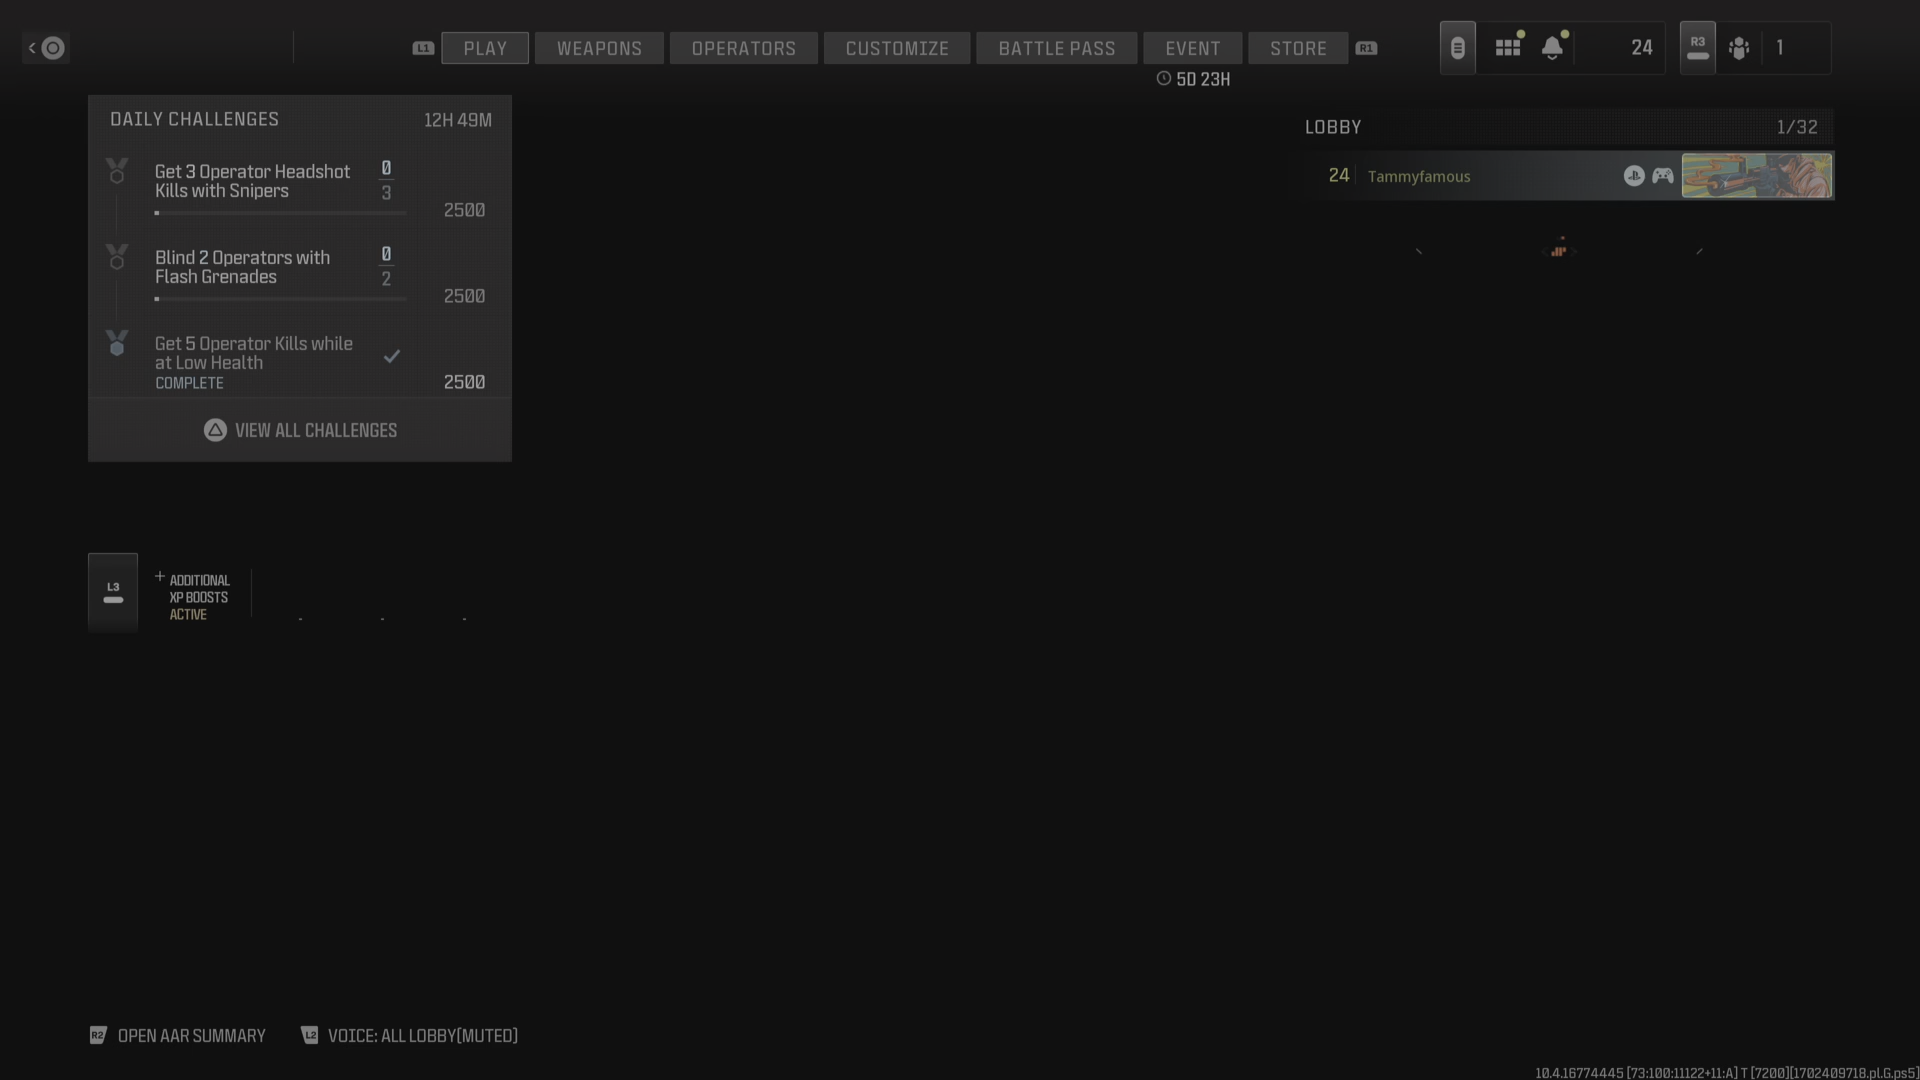 L1
PLAY
WEAPONS
OPERATORS
CUSTOMIZE
BATTLE PASS
EVENT
STORE
R1
24
R3
1
5D 23H
DAILY CHALLENGES
12H 49M
Get 3 Operator Headshot
Kills with Snipers
0
3
2500
Blind 2 Operators with
Flash Grenades
0
2
2500
Get 5 Operator Kills while
at Low Health
COMPLETE
2500
VIEW ALL CHALLENGES
LOBBY
1/32
24
Tammyfamous
L3
+ ADDITIONAL
XP BOOSTS
ACTIVE
R2
OPEN AAR SUMMARY
L2
VOICE: ALL LOBBY[MUTED]
10.4.16774445 [73:100:11122+11:A] T [7200][1702409718.pl.G.ps5]